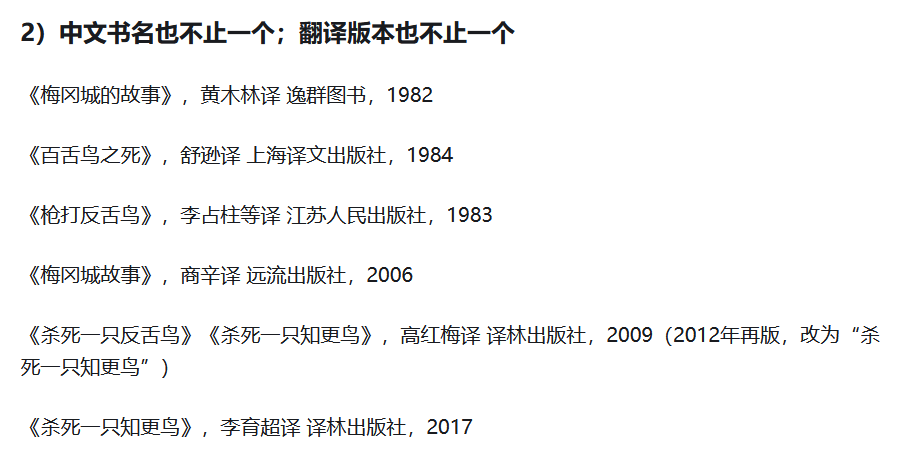 2）中文书名也不止一个；翻译版本也不止一个
《梅冈城的故事》，黄木林译 逸群图书，1982
《百舌鸟之死》，舒逊译 上海译文出版社，1984
《枪打反舌鸟》，李占柱等译 江苏人民出版社，1983
《梅冈城故事》，商辛译 远流出版社，2006
《杀死一只反舌鸟》《杀死一只知更鸟》，高红梅译 译林出版社，2009（2012年再版，改为“杀
死一只知更鸟”）
《杀死一只知更鸟》，李育超译 译林出版社，2017